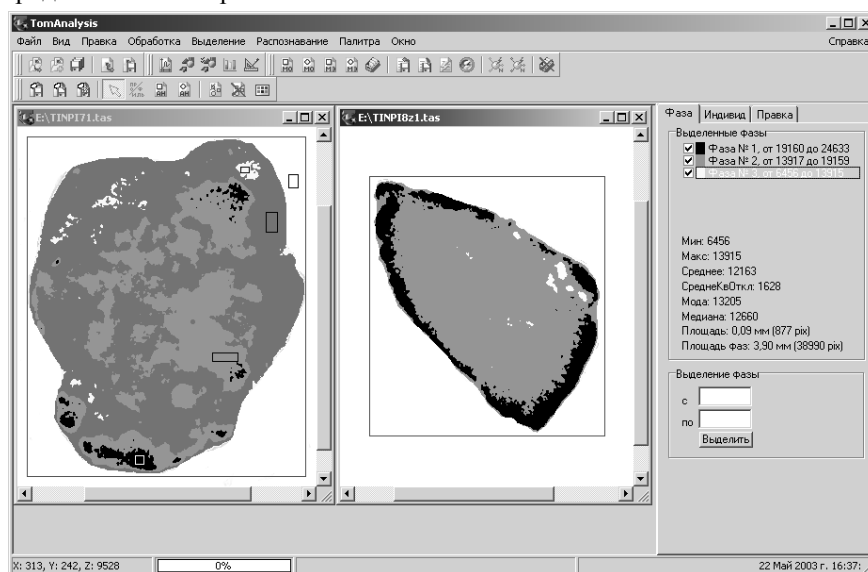 TomAnalysis
Файл Вид Правка Обработка Выделение Распознавание Палитра Окно Справка
E:\TINPI71.tas
E:\TINPI8z1.tas
Фаза Индивид Правка
Выделенные фазы
Фаза № 1, от 19160 до 24633
Фаза № 2, от 13917 до 19159
Фаза № 3, от 6456 до 13915
Мин: 6456
Макс: 13915
Среднее: 12163
СреднеКвОткл: 1628
Мода: 13205
Медиана: 12660
Площадь: 0,09 мм (877 pix)
Площадь фаз: 3,90 мм (38990 pix)
Выделение фазы
с
по
Выделить
X: 313, Y: 242, Z: 9528
0%
22 Май 2003 г. 16:37: